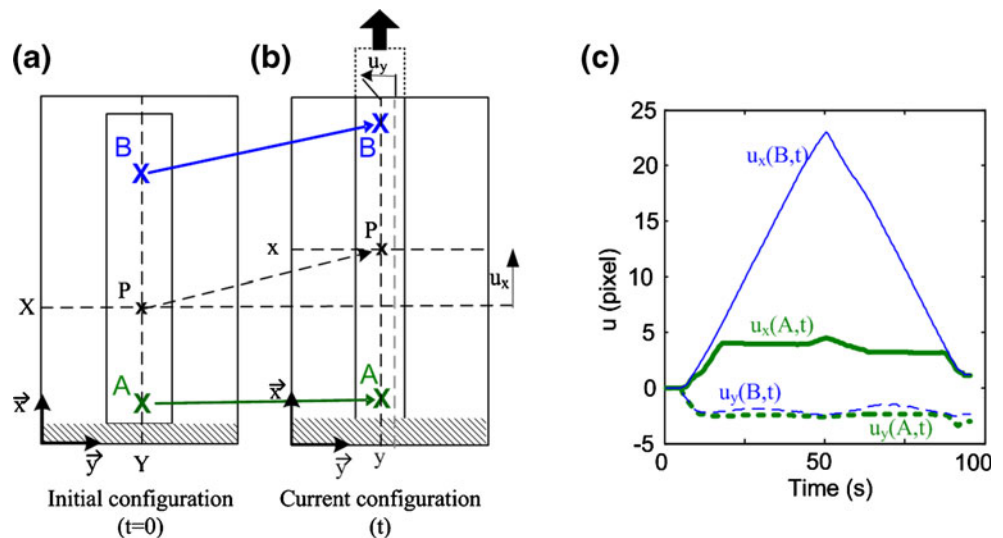 (a)
B
P
X
A
x
y
Y
Initial configuration
(t=0)
(b)
u_y
B
P
x
u_x
A
x
y
y
Current configuration
(t)
(c)
25
20
15
10
5
0
-5
u (pixel)
u_x(B,t)
u_x(A,t)
u_y(B,t)
u_y(A,t)
0
50
100
Time (s)